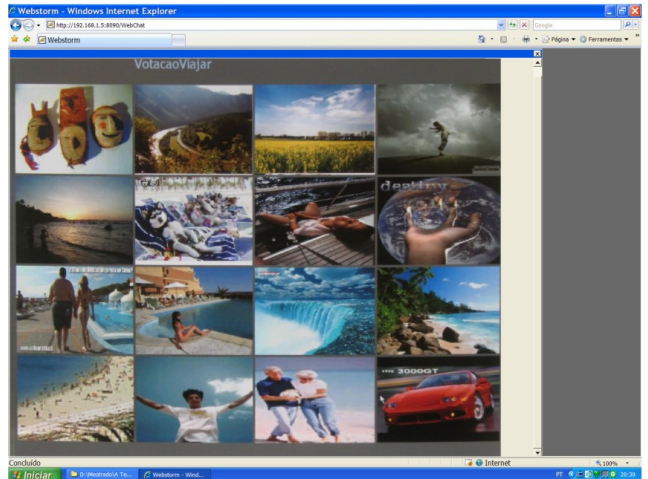 Webstorm - Windows Internet Explorer
http://192.168.1.5:8090/WebChat
Google
Webstorm
Página
Ferramentas
VotacaoViajar
destiny
3000GT
Concluído
Internet
100%
Iniciar
D:\Mestrado\A Te...
Webstorm - Wind...
PT
20:39